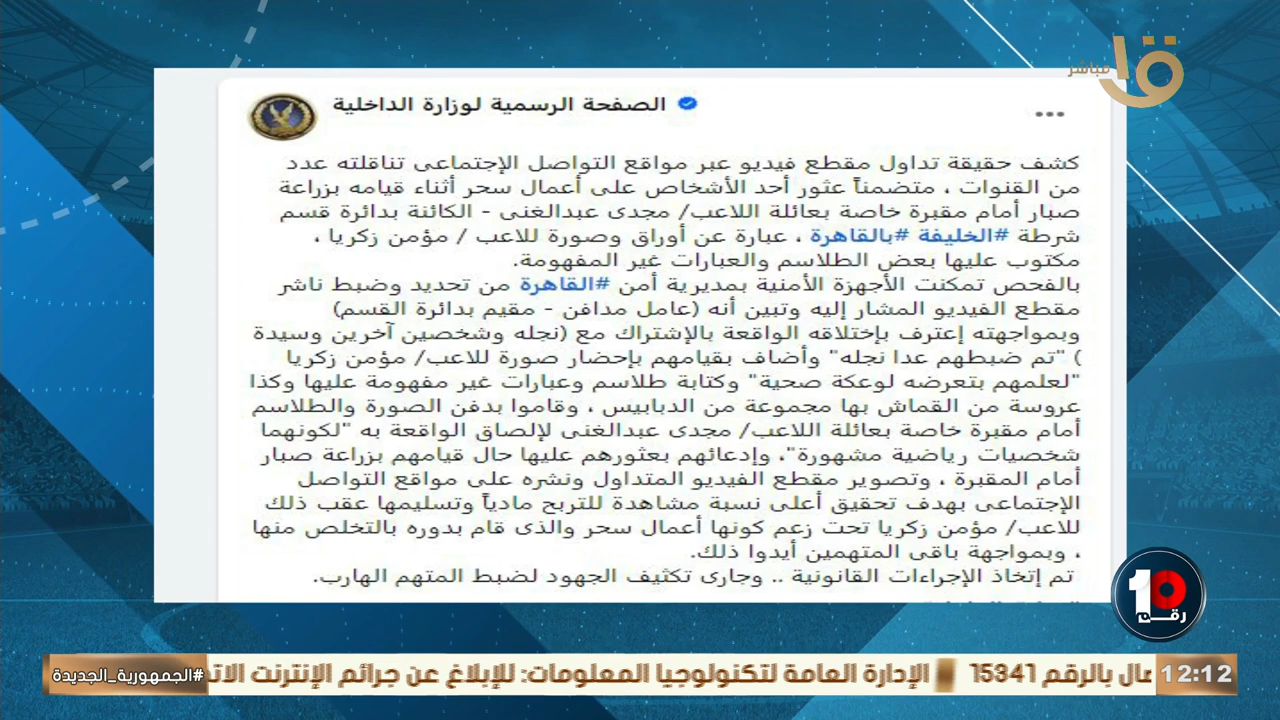 مباشر
الصفحة الرسمية لوزارة الداخلية
كشف حقيقة تداول مقطع فيديو عبر مواقع التواصل الإجتماعى تناقلته عدد
من القنوات ، متضمناً عثور أحد الأشخاص على أعمال سحر أثناء قيامه بزراعة
صبار أمام مقبرة خاصة بعائلة اللاعب/ مجدى عبدالغنى - الكائنة بدائرة قسم
شرطة #الخليفة #بالقاهرة ، عبارة عن أوراق وصورة للاعب / مؤمن زكريا ،
مكتوب عليها بعض الطلاسم والعبارات غير المفهومة.
بالفحص تمكنت الأجهزة الأمنية بمديرية أمن #القاهرة من تحديد وضبط ناشر
مقطع الفيديو المشار إليه وتبين أنه (عامل مدافن - مقيم بدائرة القسم)
وبمواجهته إعترف بإختلاقه الواقعة بالإشتراك مع (نجله وشخصين آخرين وسيدة
) "تم ضبطهم عدا نجله" وأضاف بقيامهم بإحضار صورة للاعب/ مؤمن زكريا
"لعلمهم بتعرضه لوعكة صحية" وكتابة طلاسم وعبارات غير مفهومة عليها وكذا
عروسة من القماش بها مجموعة من الدبابيس ، وقاموا بدفن الصورة والطلاسم
أمام مقبرة خاصة بعائلة اللاعب/ مجدى عبدالغنى لإلصاق الواقعة به "لكونهما
شخصيات رياضية مشهورة"، وإدعائهم بعثورهم عليها حال قيامهم بزراعة صبار
أمام المقبرة ، وتصوير مقطع الفيديو المتداول ونشره على مواقع التواصل
الإجتماعى بهدف تحقيق أعلى نسبة مشاهدة للتربح مادياً وتسليمها عقب ذلك
للاعب/ مؤمن زكريا تحت زعم كونها أعمال سحر والذى قام بدوره بالتخلص منها
، وبمواجهة باقى المتهمين أيدوا ذلك.
تم إتخاذ الإجراءات القانونية .. وجارى تكثيف الجهود لضبط المتهم الهارب.
رقم 10
12:12 بالرقم 15341 الإدارة العامة لتكنولوجيا المعلومات: للإبلاغ عن جرائم الإنترنت #الجمهورية_الجديدة